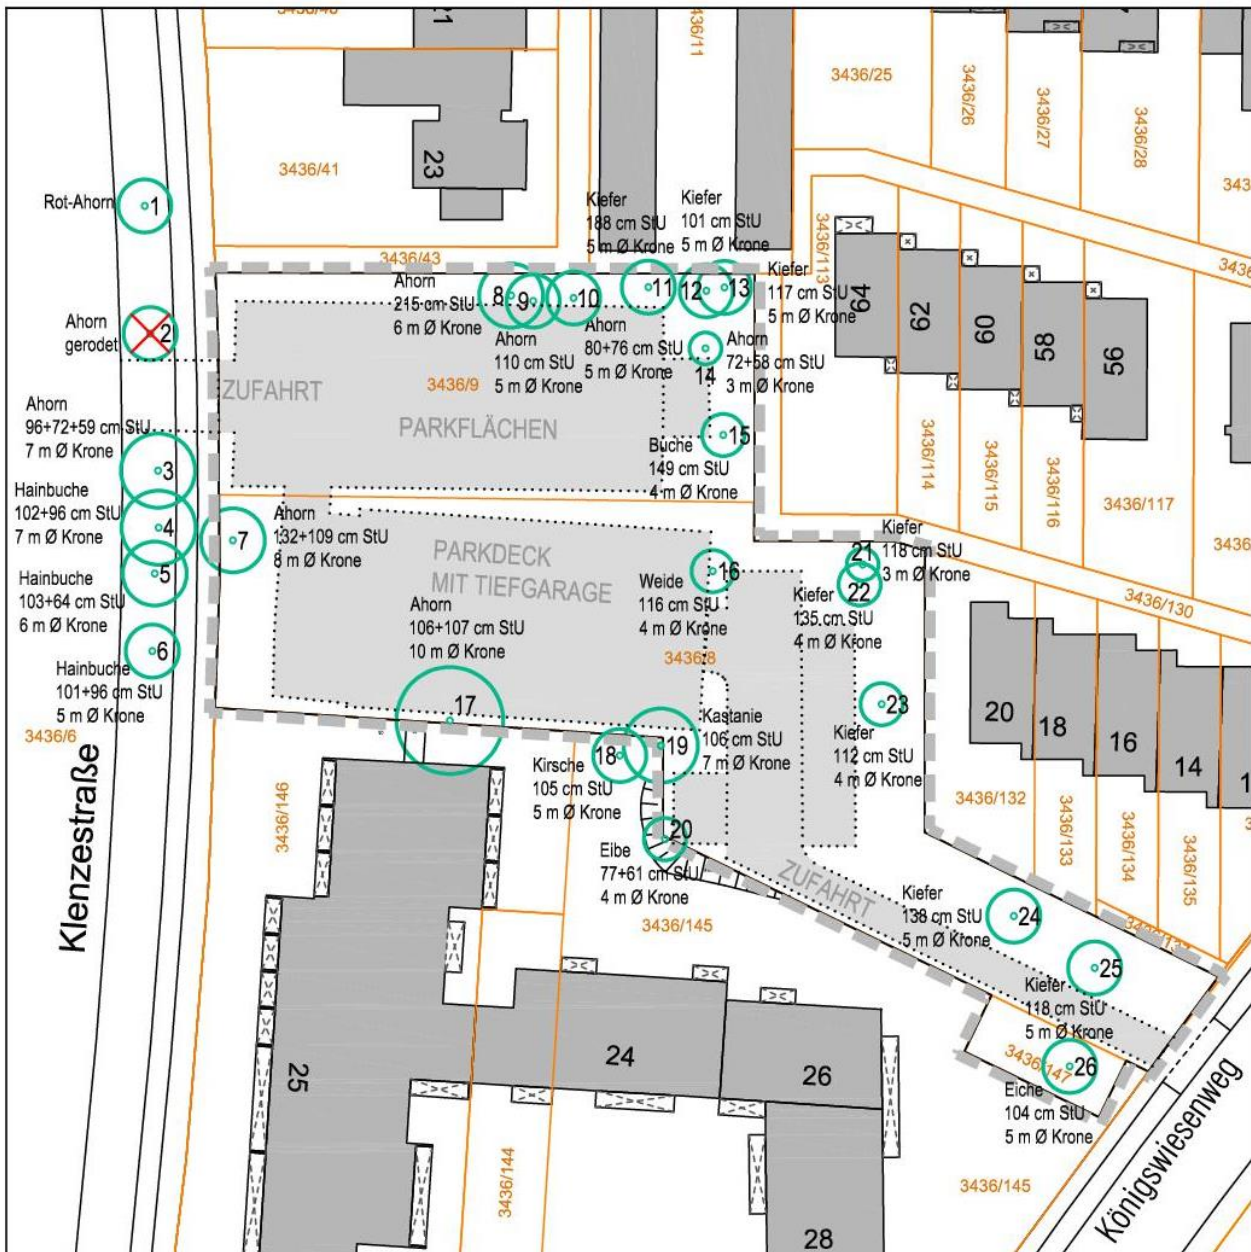 3436/40
21
3436/11
3436/25
3436/26
3436/27
3436/28
3436/41
23
3436/43
Rot-Ahorn
1
Ahorn
gerodet
2
Kiefer
188 cm StU
5 m Ø Krone
Kiefer
101 cm StU
5 m Ø Krone
Kiefer
117 cm StU
5 m Ø Krone
3436/113
Ahorn
215 cm StU
6 m Ø Krone
8
9
10
11
12
13
Ahorn
110 cm StU
5 m Ø Krone
Ahorn
80+76 cm StU
5 m Ø Krone
Ahorn
72+58 cm StU
3 m Ø Krone
14
64
62
60
58
56
ZUFAHRT
3436/9
PARKFLÄCHEN
Buche
149 cm StU
4 m Ø Krone
15
3436/114
3436/115
3436/116
3436/117
Ahorn
96+72+59 cm StU
7 m Ø Krone
3
Hainbuche
102+96 cm StU
7 m Ø Krone
4
Hainbuche
103+64 cm StU
6 m Ø Krone
5
Hainbuche
101+96 cm StU
5 m Ø Krone
6
7
Ahorn
132+109 cm StU
8 m Ø Krone
PARKDECK
MIT TIEFGARAGE
Ahorn
106+107 cm StU
10 m Ø Krone
17
Weide
116 cm StU
4 m Ø Krone
16
3436/8
Kiefer
118 cm StU
3 m Ø Krone
21
Kiefer
135 cm StU
4 m Ø Krone
22
3436/130
23
Kiefer
112 cm StU
4 m Ø Krone
Kastanie
106 cm StU
7 m Ø Krone
19
18
Kirsche
105 cm StU
5 m Ø Krone
20
Eibe
77+61 cm StU
4 m Ø Krone
20
18
16
14
3436/132
3436/133
3436/134
3436/135
3436/137
3436/6
Klenzestraße
3436/146
3436/145
ZUFAHRT
Kiefer
138 cm StU
5 m Ø Krone
24
25
Kiefer
118 cm StU
5 m Ø Krone
3436/147
26
Eiche
104 cm StU
5 m Ø Krone
25
24
26
28
3436/144
3436/145
Königswiesenweg